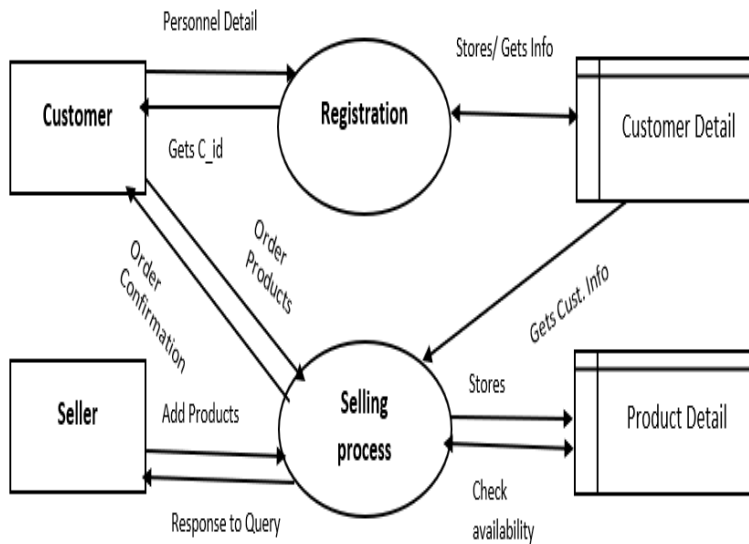 Personnel Detail
Stores/ Gets Info
Customer
Registration
Customer Detail
Gets C_id
Order
Products
Order
Confirmation
Gets Cust. Info
Seller
Add Products
Selling
process
Stores
Product Detail
Response to Query
Check
availability